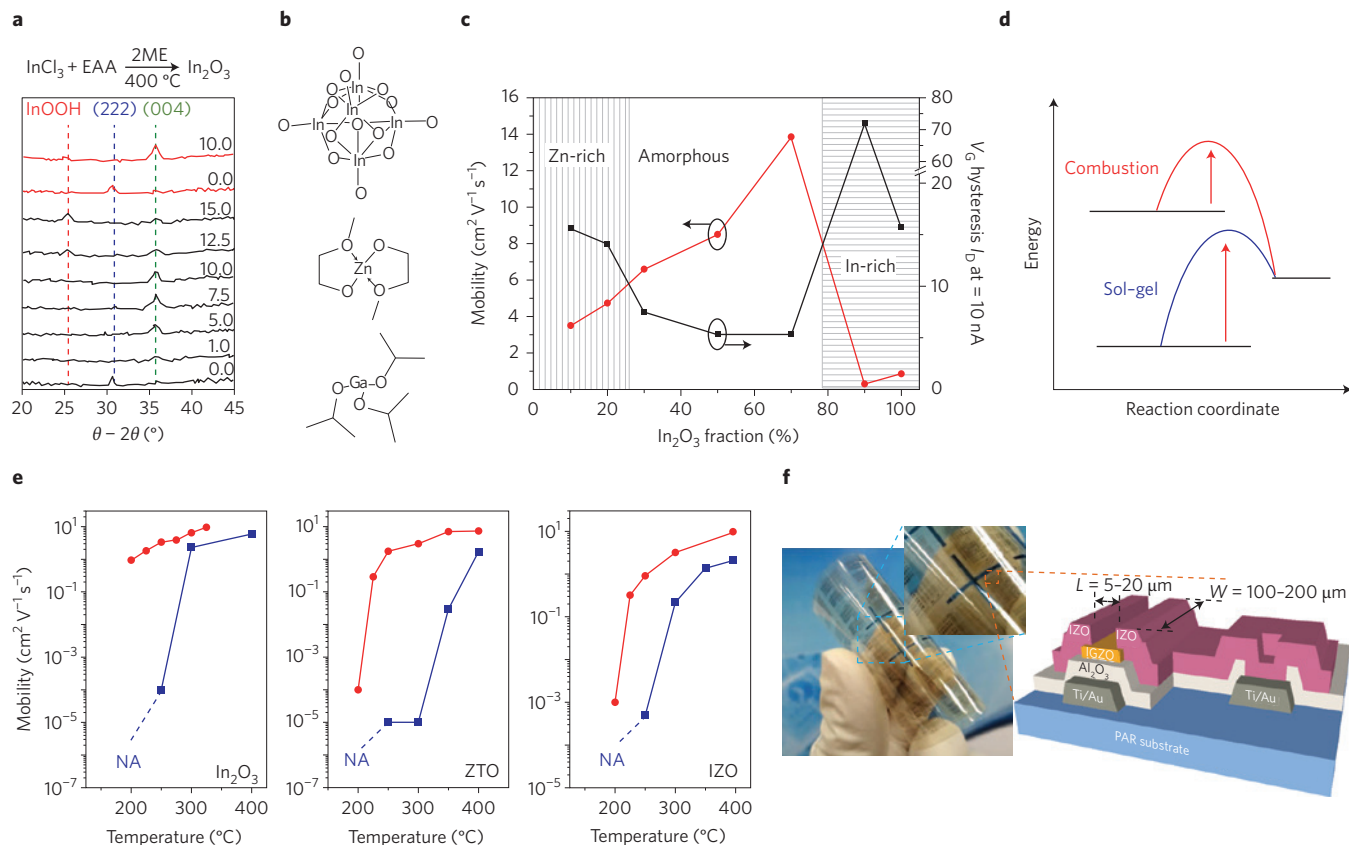 a
InCl3 + EAA 2ME 400 °C In2O3
InOOH (222) (004)
10.0
0.0
15.0
12.5
10.0
7.5
5.0
1.0
0.0
20 25 30 35 40 45
θ – 2θ (°)
b
O
O In In In O
O O O O
In In
O O
O
Zn
O O
O
O Ga O
O
c
16 80
14 70
12 60
10 20
8
6 10
4
2
0 0
Zn-rich Amorphous In-rich
Mobility (cm2 V–1 s–1)
VG hysteresis ID at = 10 nA
0 20 40 60 80 100
In2O3 fraction (%)
d
Combustion
Sol–gel
Energy
Reaction coordinate
e
Mobility (cm2 V–1 s–1)
10^1
10^–1
10^–3
10^–5
10^–7
NA
In2O3
200 300 400
Temperature (°C)
10^1
10^–1
10^–3
10^–5
10^–7
NA
ZTO
200 300 400
Temperature (°C)
10^1
10^–1
10^–3
10^–5
NA
IZO
200 300 400
Temperature (°C)
f
L = 5–20 μm
W = 100–200 μm
IZO IZO
IGZO
Al2O3
Ti/Au Ti/Au
PAR substrate